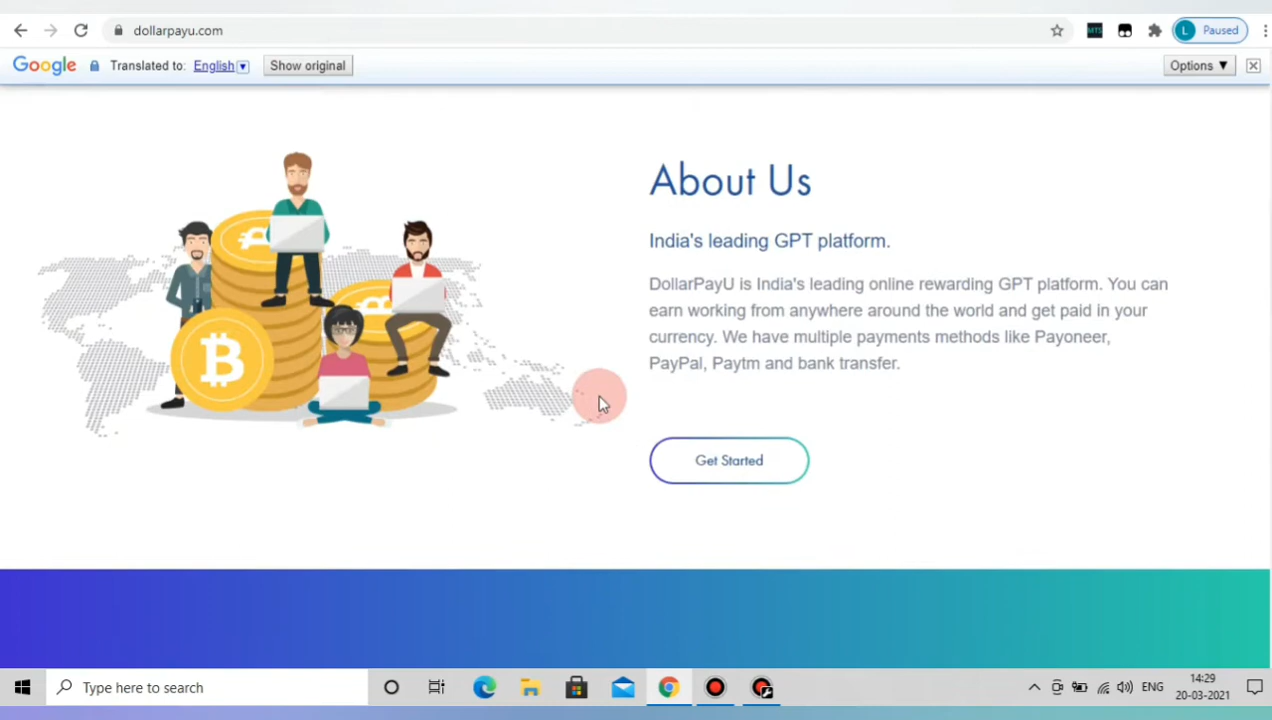 dollarpayu.com
MTS
L Paused
Google Translated to: English Show original Options ▼
About Us
India's leading GPT platform.
DollarPayU is India's leading online rewarding GPT platform. You can
earn working from anywhere around the world and get paid in your
currency. We have multiple payments methods like Payoneer,
PayPal, Paytm and bank transfer.
Get Started
Type here to search
ENG
14:29
20-03-2021